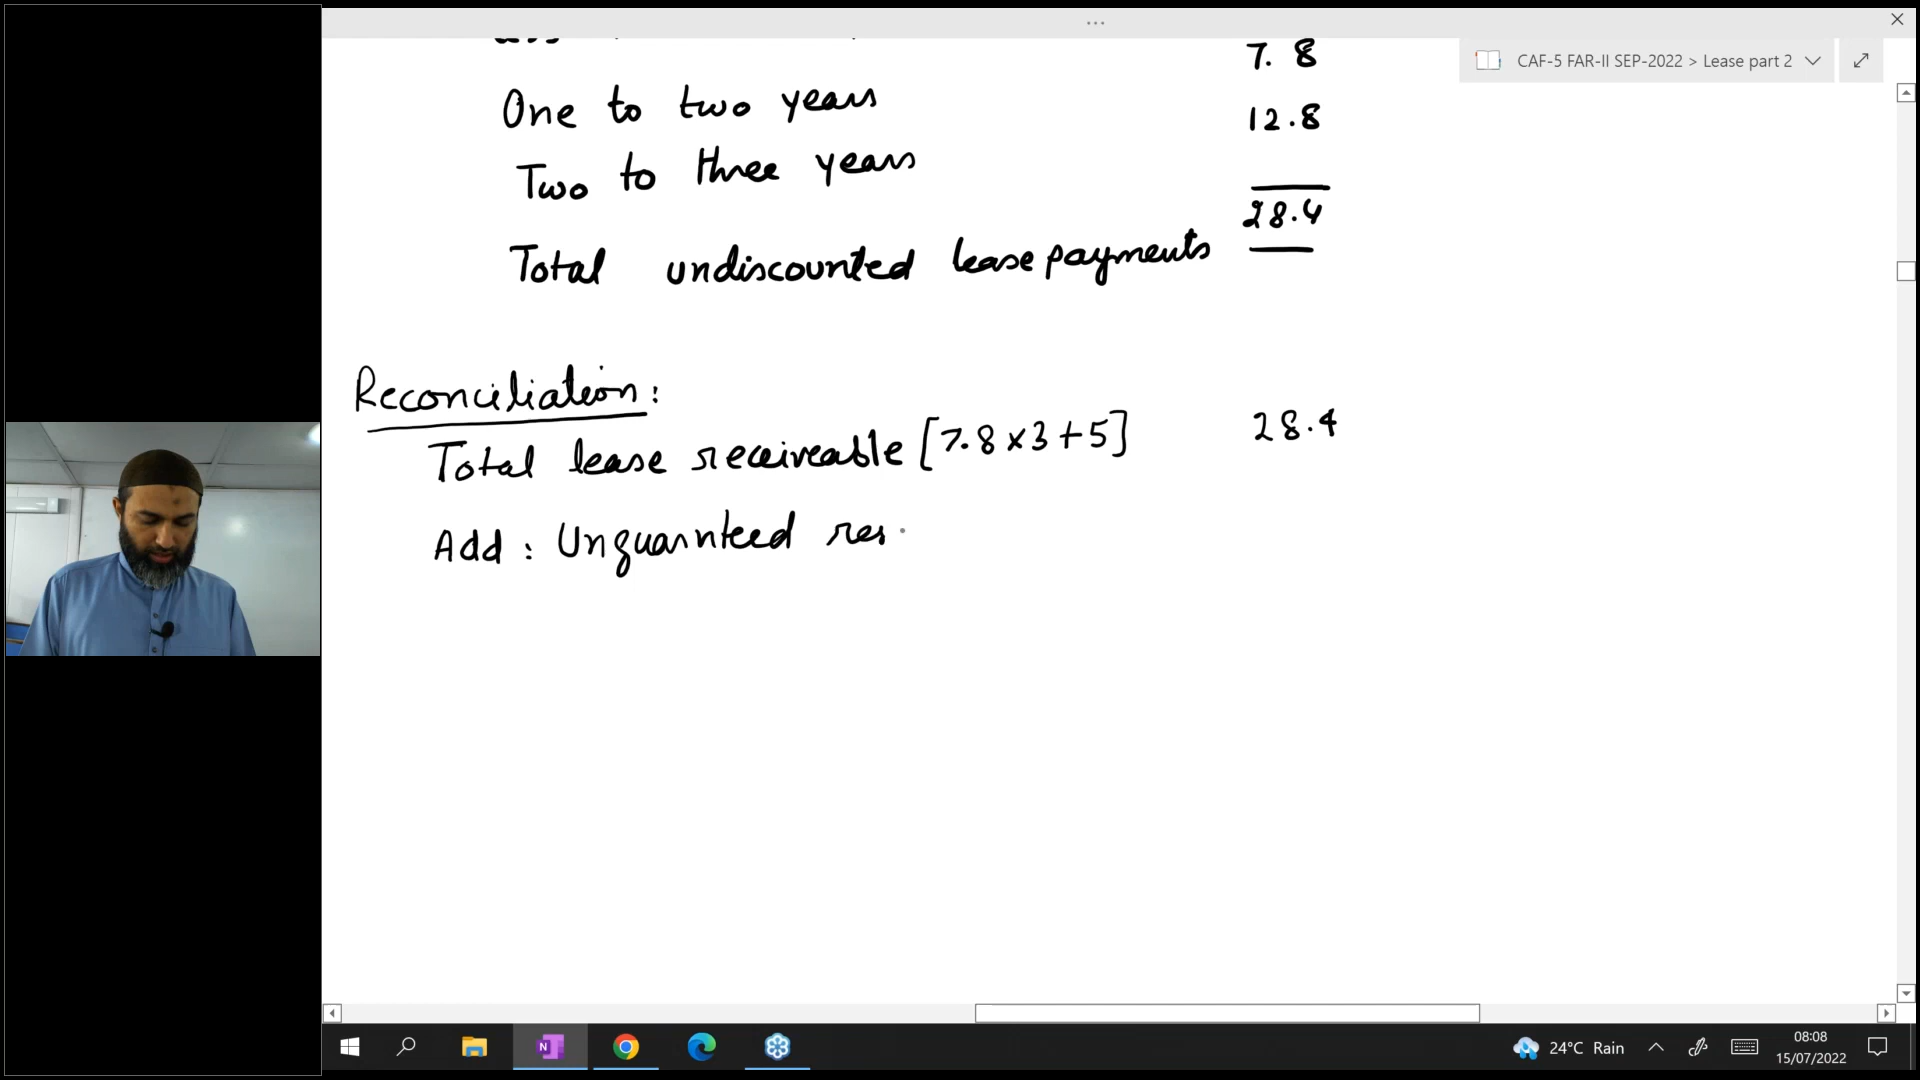 CAF-5 FAR-II SEP-2022 > Lease part 2
7.8
One to two years 12.8
Two to three years
28.4
Total undiscounted lease payments
Reconciliation:
Total lease receiveable [7.8 x 3 + 5] 28.4
Add : Unguarnteed res
24°C Rain
08:08
15/07/2022